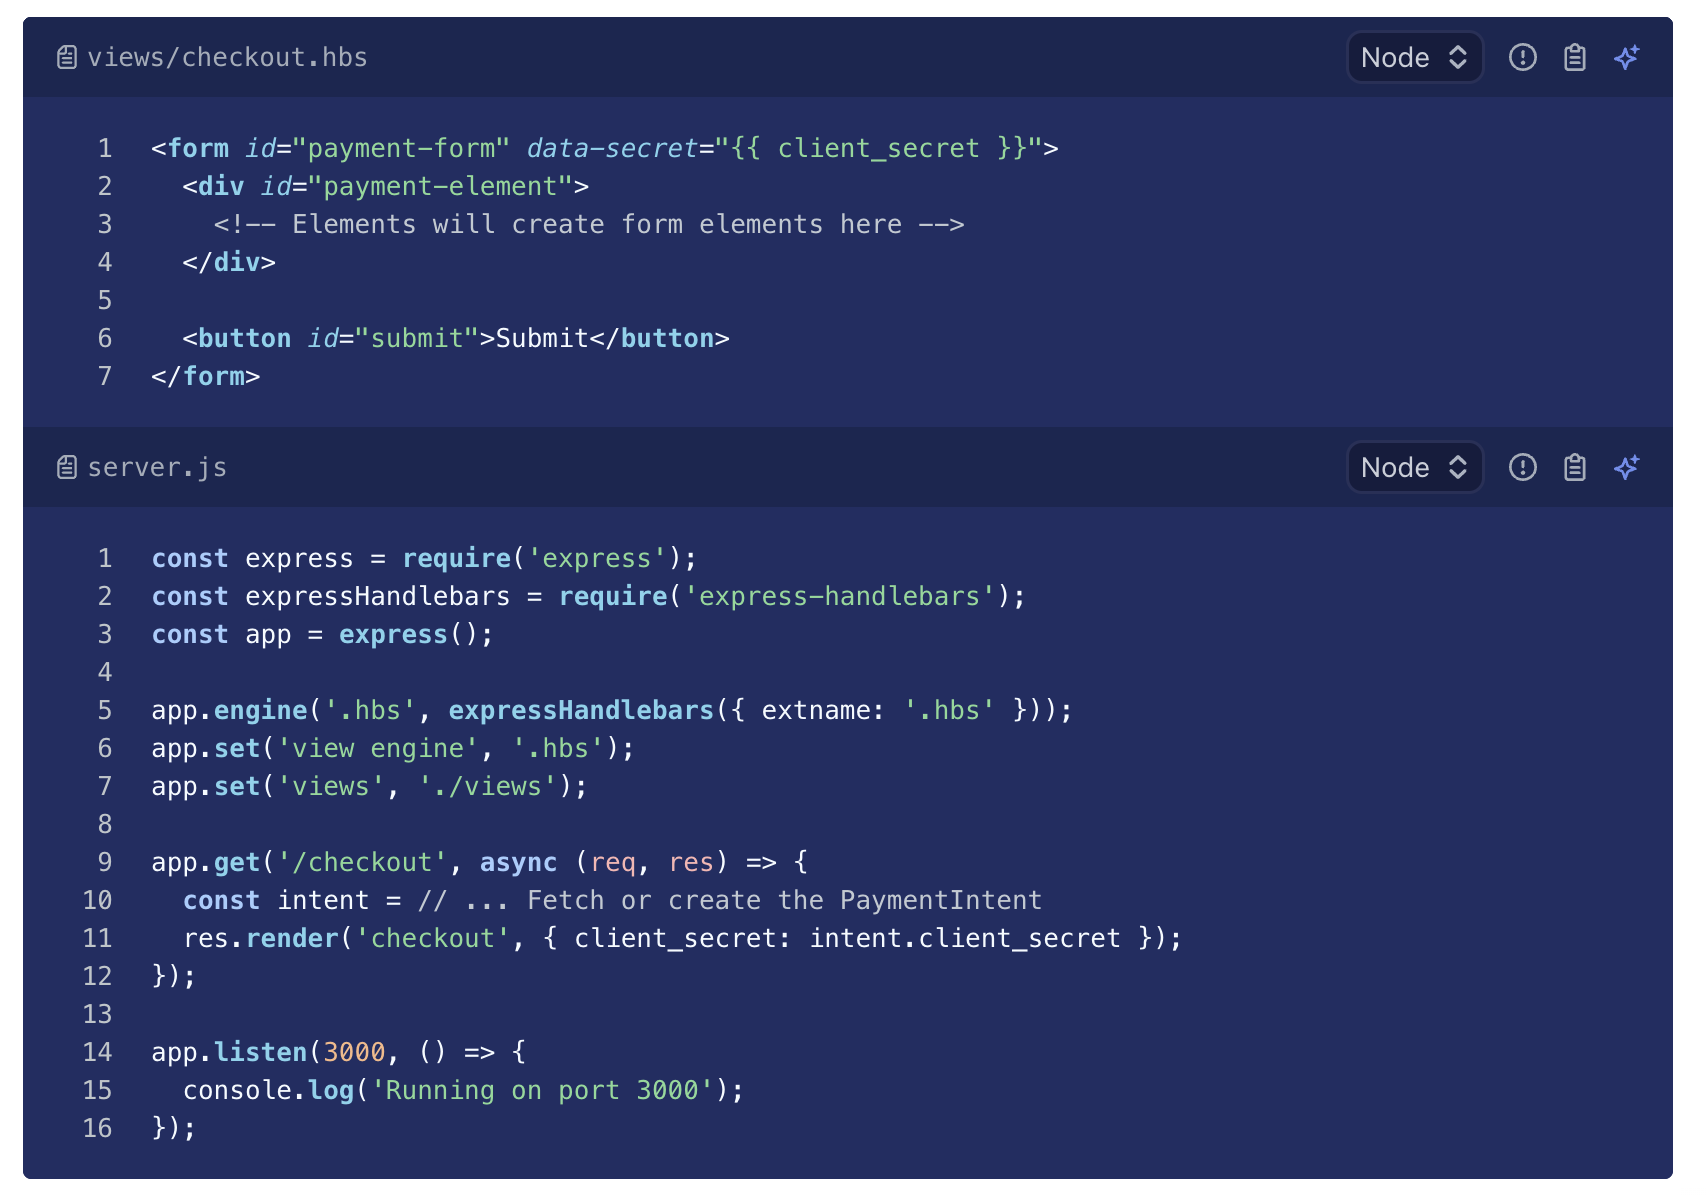 views/checkout.hbs
Node
1 <form id="payment-form" data-secret="{{ client_secret }}">
2   <div id="payment-element">
3     <!-- Elements will create form elements here -->
4   </div>
5
6   <button id="submit">Submit</button>
7 </form>
server.js
Node
1 const express = require('express');
2 const expressHandlebars = require('express-handlebars');
3 const app = express();
4
5 app.engine('.hbs', expressHandlebars({ extname: '.hbs' }));
6 app.set('view engine', '.hbs');
7 app.set('views', './views');
8
9 app.get('/checkout', async (req, res) => {
10   const intent = // ... Fetch or create the PaymentIntent
11   res.render('checkout', { client_secret: intent.client_secret });
12 });
13
14 app.listen(3000, () => {
15   console.log('Running on port 3000');
16 });